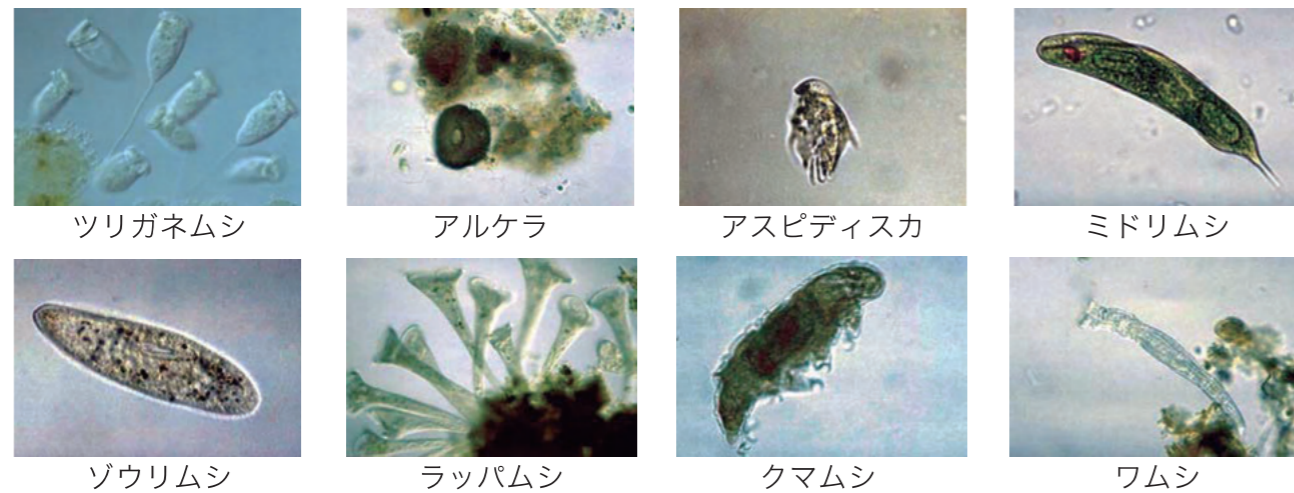 ツリガネムシ
アルケラ
アスピディスカ
ミドリムシ
ゾウリムシ
ラッパムシ
クマムシ
ワムシ